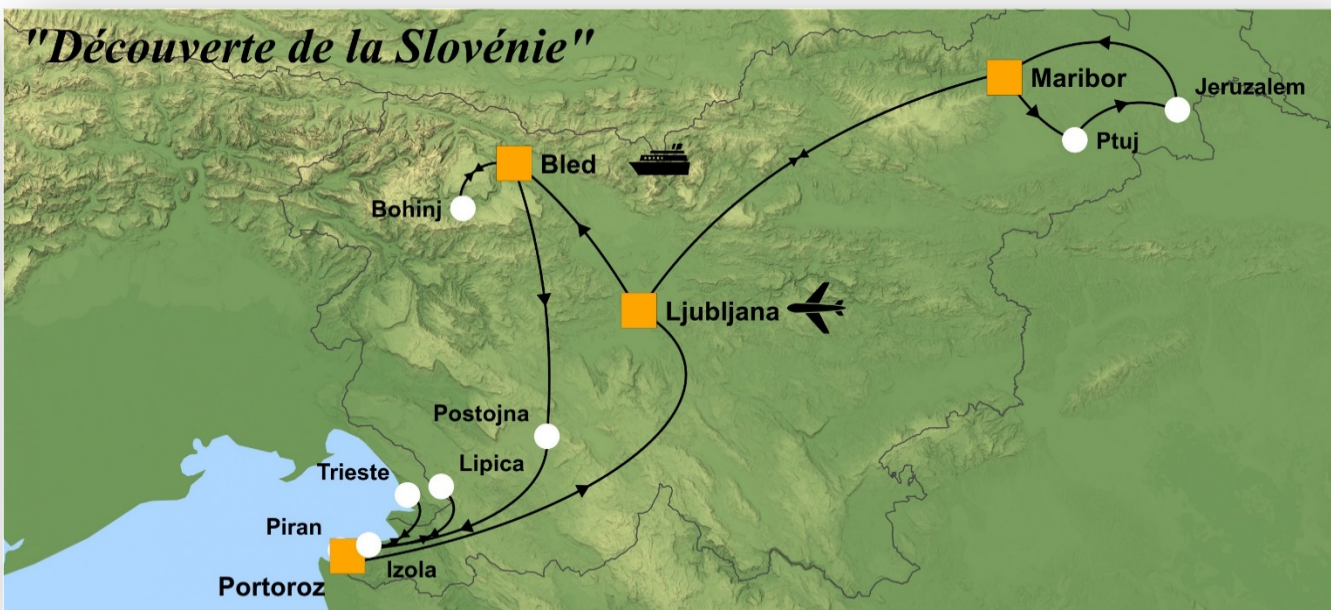 "Découverte de la Slovénie"
Maribor
Jeruzalem
Ptuj
Bled
Bohinj
Ljubljana
Postojna
Lipica
Trieste
Piran
Izola
Portoroz